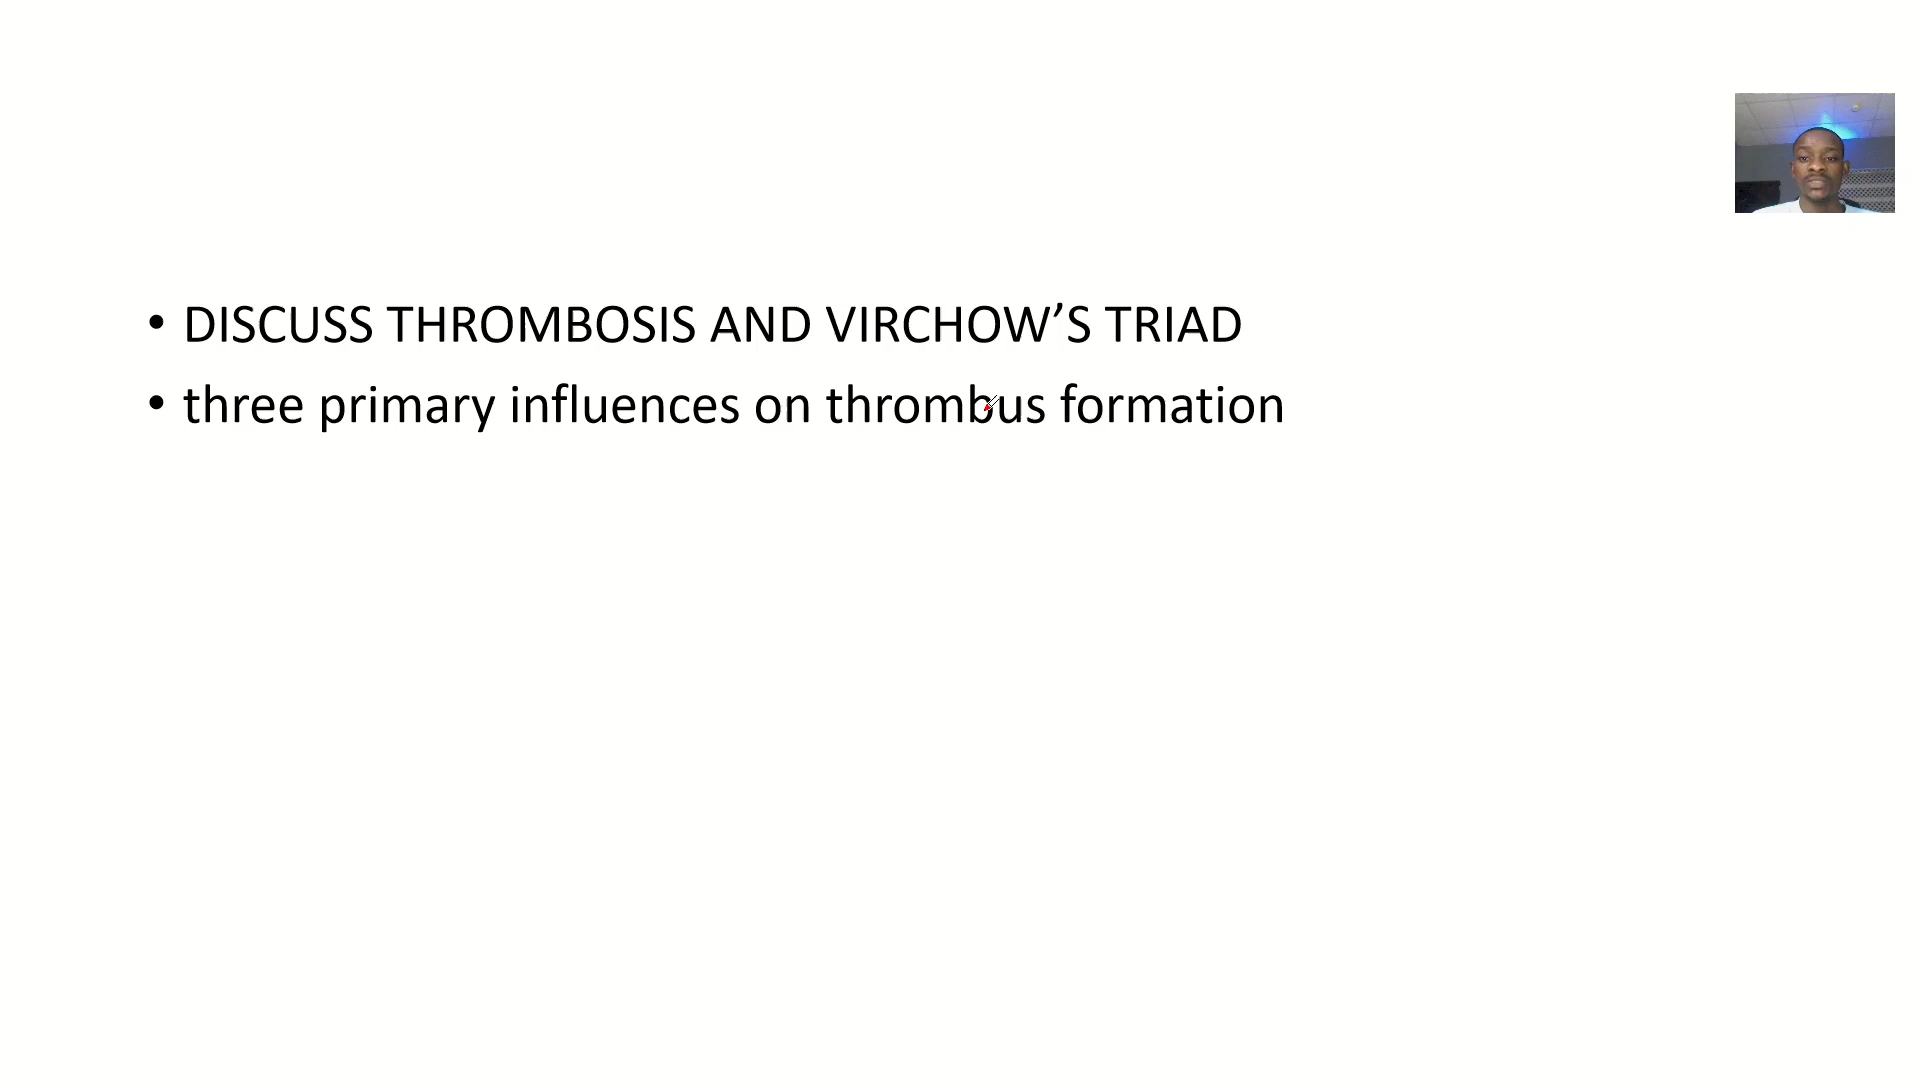 • DISCUSS THROMBOSIS AND VIRCHOW’S TRIAD
• three primary influences on thrombus formation